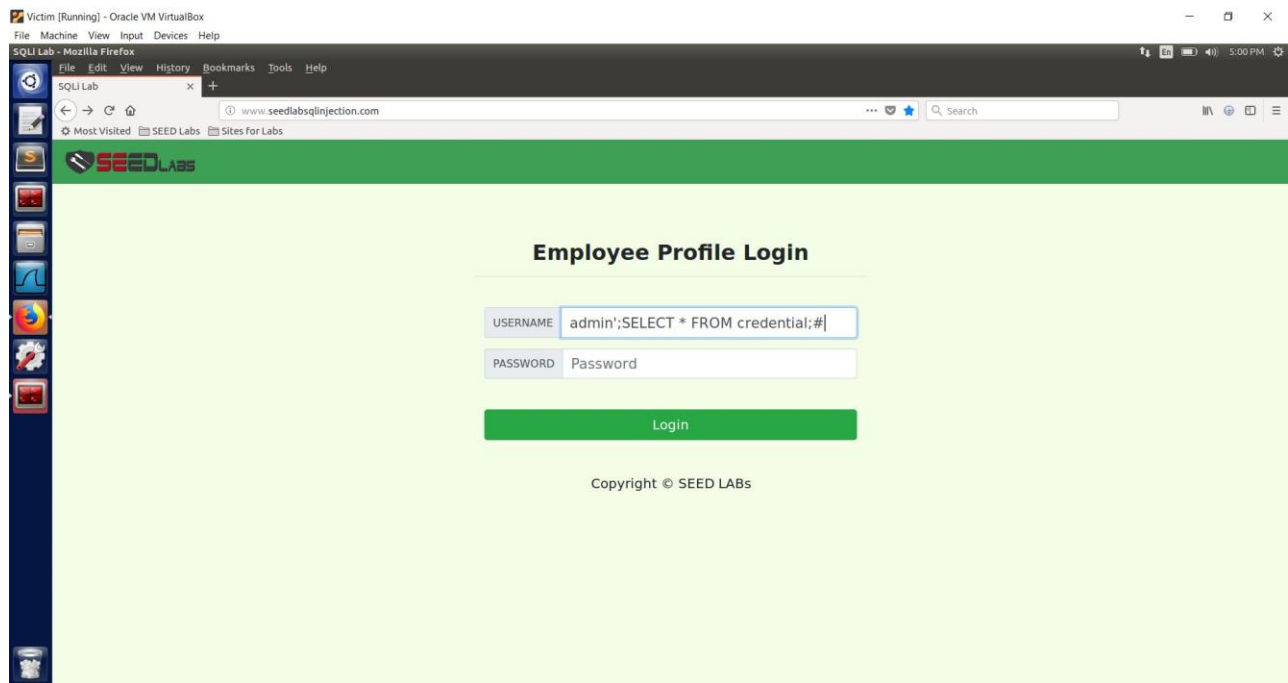 Victim [Running] - Oracle VM VirtualBox
File Machine View Input Devices Help
SQLi Lab - Mozilla Firefox
En
5:00 PM
File Edit View History Bookmarks Tools Help
SQLi Lab
www.seedlabsqlinjection.com
Search
Most Visited SEED Labs Sites for Labs
SEEDLABS
Employee Profile Login
USERNAME admin';SELECT * FROM credential;#
PASSWORD Password
Login
Copyright © SEED LABs